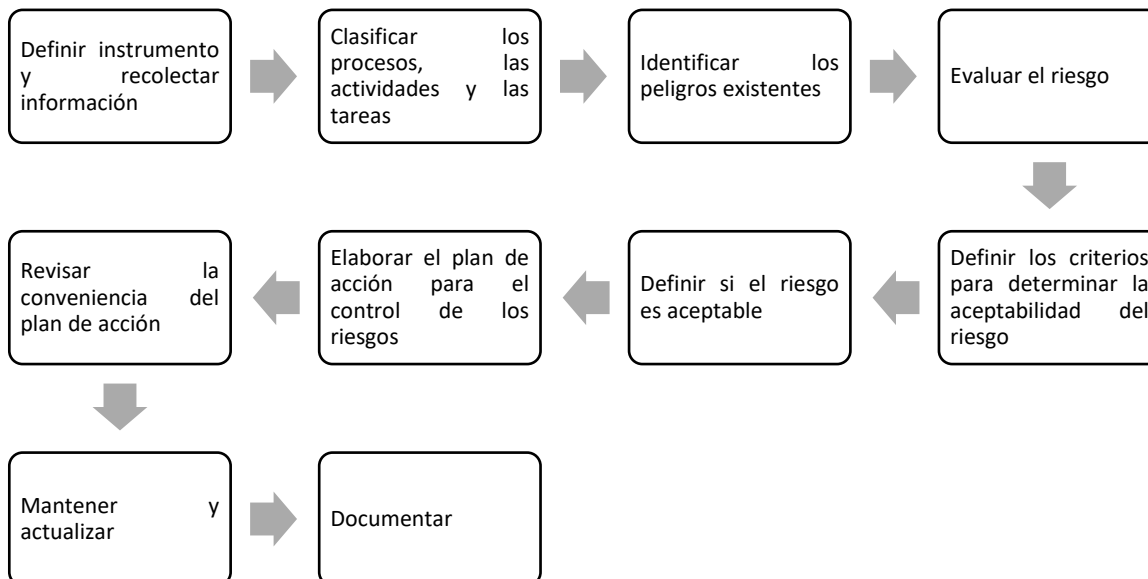 Definir instrumento
y recolectar
información
Clasificar los
procesos, las
actividades y las
tareas
Identificar los
peligros existentes
Evaluar el riesgo
Definir los criterios
para determinar la
aceptabilidad del
riesgo
Definir si el riesgo
es aceptable
Elaborar el plan de
acción para el
control de los
riesgos
Revisar la
conveniencia del
plan de acción
Mantener y
actualizar
Documentar